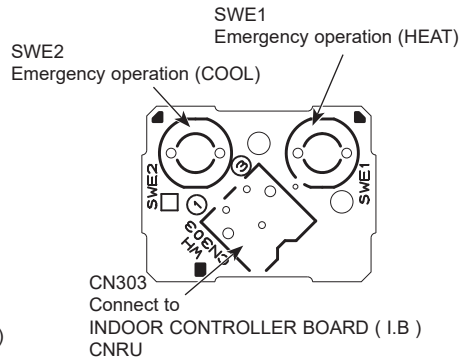 SWE1
Emergency operation (HEAT)
SWE2
Emergency operation (COOL)
SWE2
3
SWE1
1
CN303
WH
CN303
Connect to
INDOOR CONTROLLER BOARD ( I.B )
CNRU
)